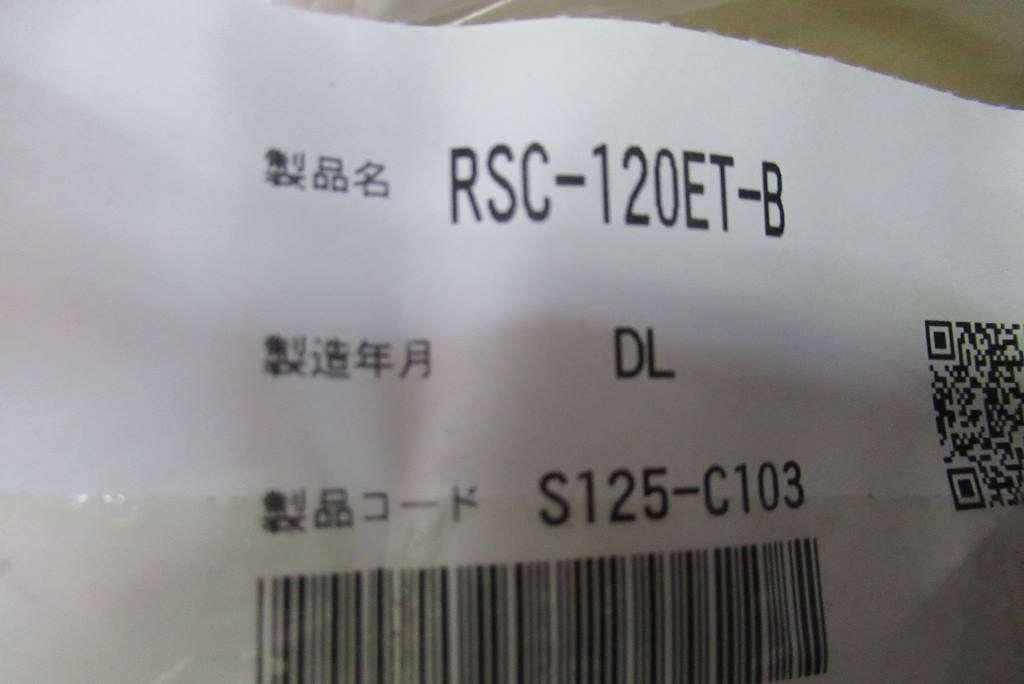 製品名 RSC-120ET-B
製造年月 DL
製品コード S125-C103